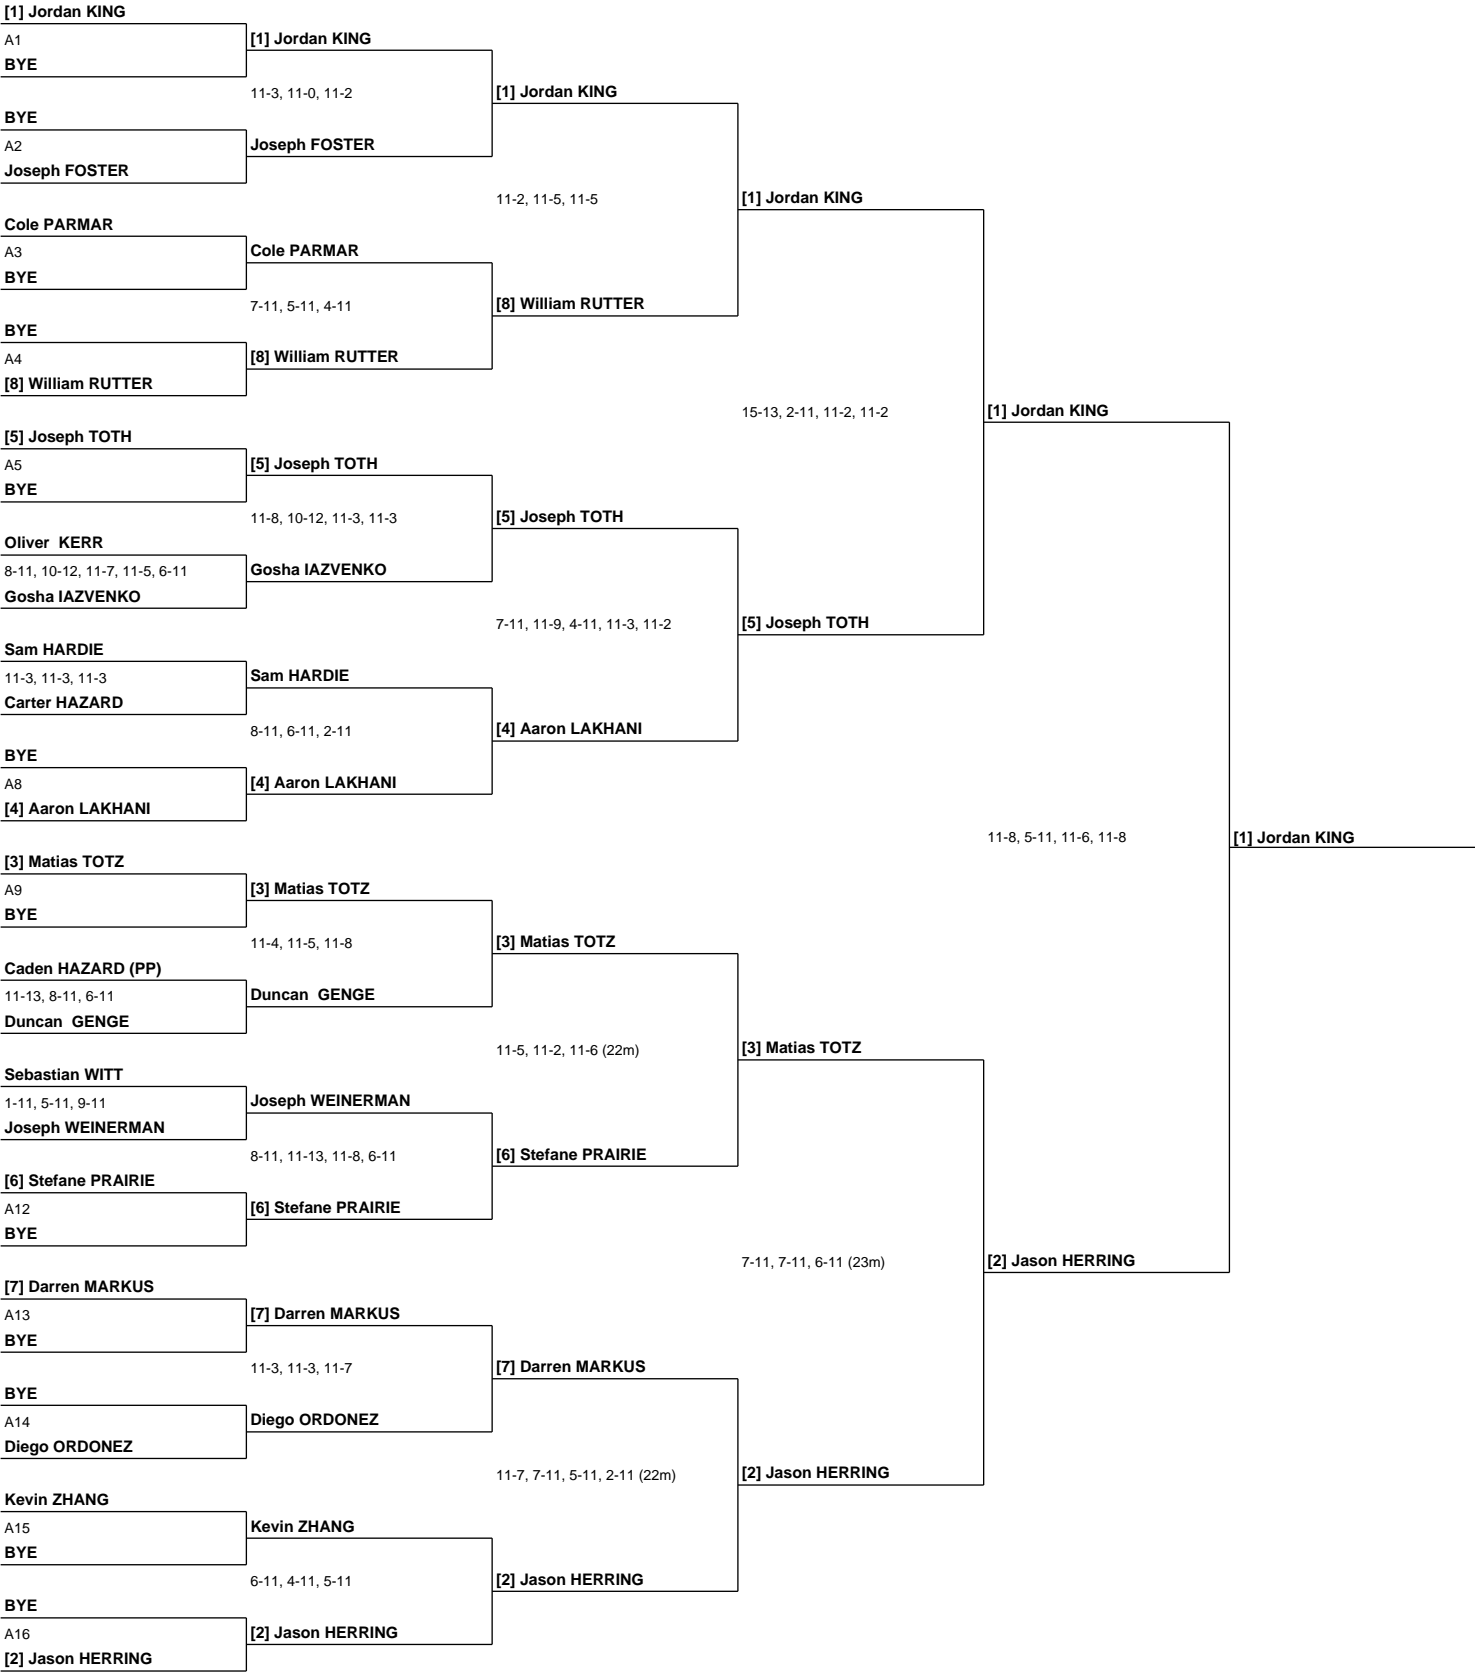 [1] Jordan KING
A1
BYE
BYE
A2
Joseph FOSTER
Cole PARMAR
A3
BYE
BYE
A4
[8] William RUTTER
[5] Joseph TOTH
A5
BYE
Oliver  KERR
8-11, 10-12, 11-7, 11-5, 6-11
Gosha IAZVENKO
Sam HARDIE
11-3, 11-3, 11-3
Carter HAZARD
BYE
A8
[4] Aaron LAKHANI
[3] Matias TOTZ
A9
BYE
Caden HAZARD (PP)
11-13, 8-11, 6-11
Duncan  GENGE
Sebastian WITT
1-11, 5-11, 9-11
Joseph WEINERMAN
[6] Stefane PRAIRIE
A12
BYE
[7] Darren MARKUS
A13
BYE
BYE
A14
Diego ORDONEZ
Kevin ZHANG
A15
BYE
BYE
A16
[2] Jason HERRING
[1] Jordan KING
11-3, 11-0, 11-2
Joseph FOSTER
Cole PARMAR
7-11, 5-11, 4-11
[8] William RUTTER
[5] Joseph TOTH
11-8, 10-12, 11-3, 11-3
Gosha IAZVENKO
Sam HARDIE
8-11, 6-11, 2-11
[4] Aaron LAKHANI
[3] Matias TOTZ
11-4, 11-5, 11-8
Duncan  GENGE
Joseph WEINERMAN
8-11, 11-13, 11-8, 6-11
[6] Stefane PRAIRIE
[7] Darren MARKUS
11-3, 11-3, 11-7
Diego ORDONEZ
Kevin ZHANG
6-11, 4-11, 5-11
[2] Jason HERRING
[1] Jordan KING
11-2, 11-5, 11-5
[8] William RUTTER
[5] Joseph TOTH
7-11, 11-9, 4-11, 11-3, 11-2
[4] Aaron LAKHANI
[3] Matias TOTZ
11-5, 11-2, 11-6 (22m)
[6] Stefane PRAIRIE
[7] Darren MARKUS
11-7, 7-11, 5-11, 2-11 (22m)
[2] Jason HERRING
[1] Jordan KING
15-13, 2-11, 11-2, 11-2
[5] Joseph TOTH
[3] Matias TOTZ
7-11, 7-11, 6-11 (23m)
[2] Jason HERRING
[1] Jordan KING
11-8, 5-11, 11-6, 11-8
[2] Jason HERRING
[1] Jordan KING